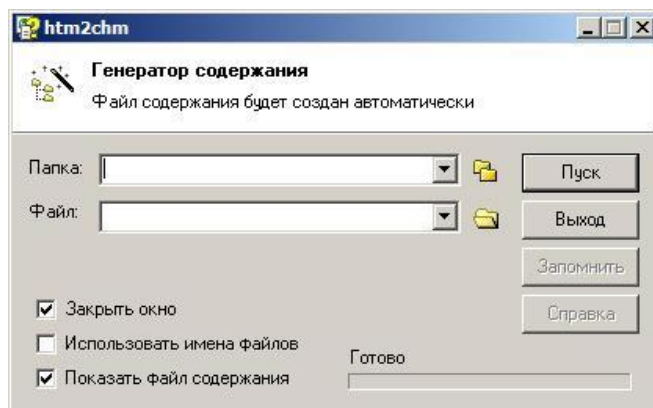 htm2chm
Генератор содержания
Файл содержания будет создан автоматически
Папка:
Пуск
Файл:
Выход
Запомнить
Закрыть окно
Справка
Использовать имена файлов
Готово
Показать файл содержания